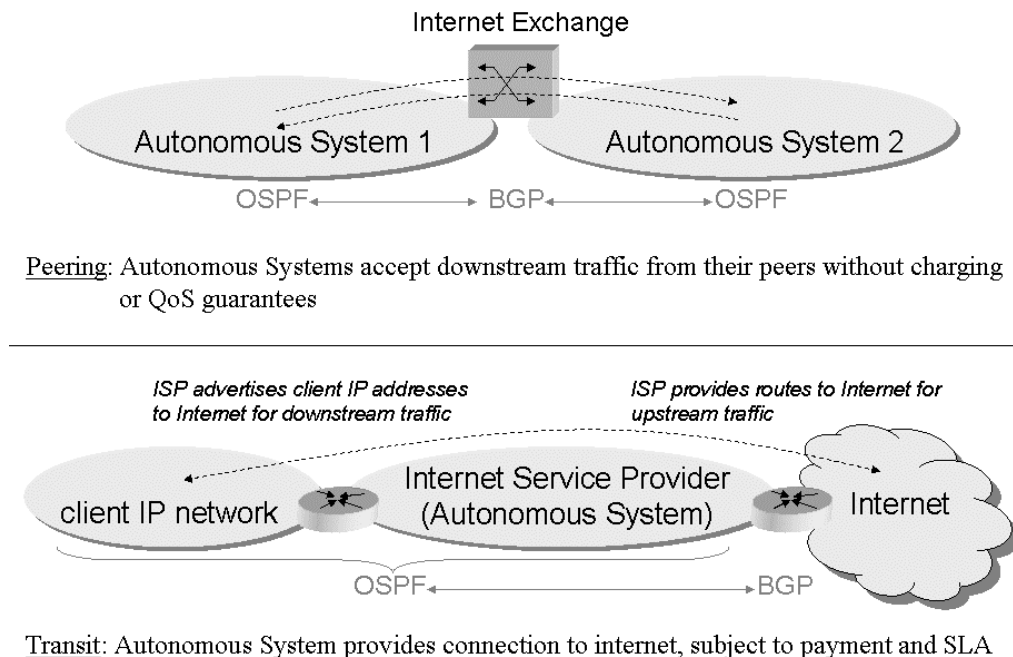 Internet Exchange
Autonomous System 1
Autonomous System 2
OSPF
BGP
OSPF
Peering: Autonomous Systems accept downstream traffic from their peers without charging
or QoS guarantees
ISP advertises client IP addresses
to Internet for downstream traffic
ISP provides routes to Internet for
upstream traffic
client IP network
Internet Service Provider
(Autonomous System)
Internet
OSPF
BGP
Transit: Autonomous System provides connection to internet, subject to payment and SLA